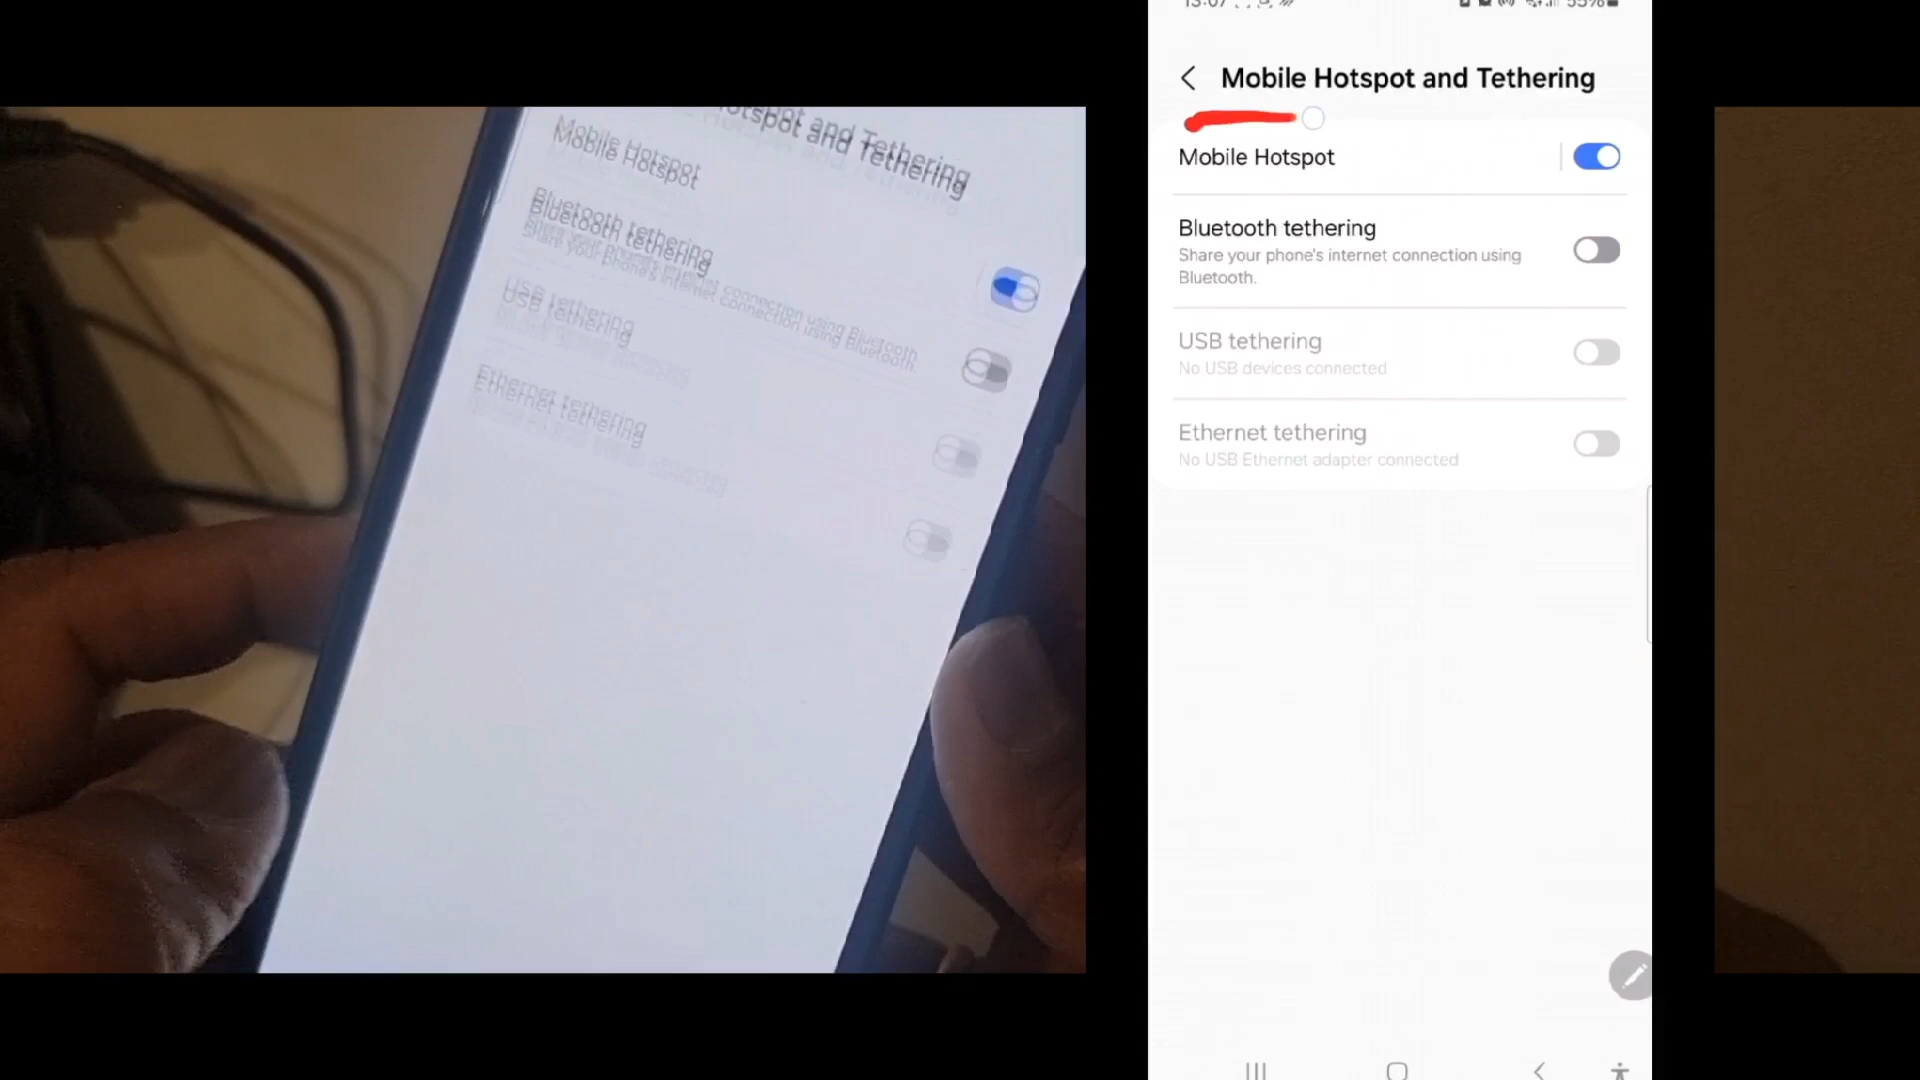 Hotspot and Tethering
Mobile Hotspot
Bluetooth tethering
Share your phone's internet connection using Bluetooth.
USB tethering
Ethernet tethering
13:07
55%
Mobile Hotspot and Tethering
Mobile Hotspot
Bluetooth tethering
Share your phone's internet connection using
Bluetooth.
USB tethering
No USB devices connected
Ethernet tethering
No USB Ethernet adapter connected